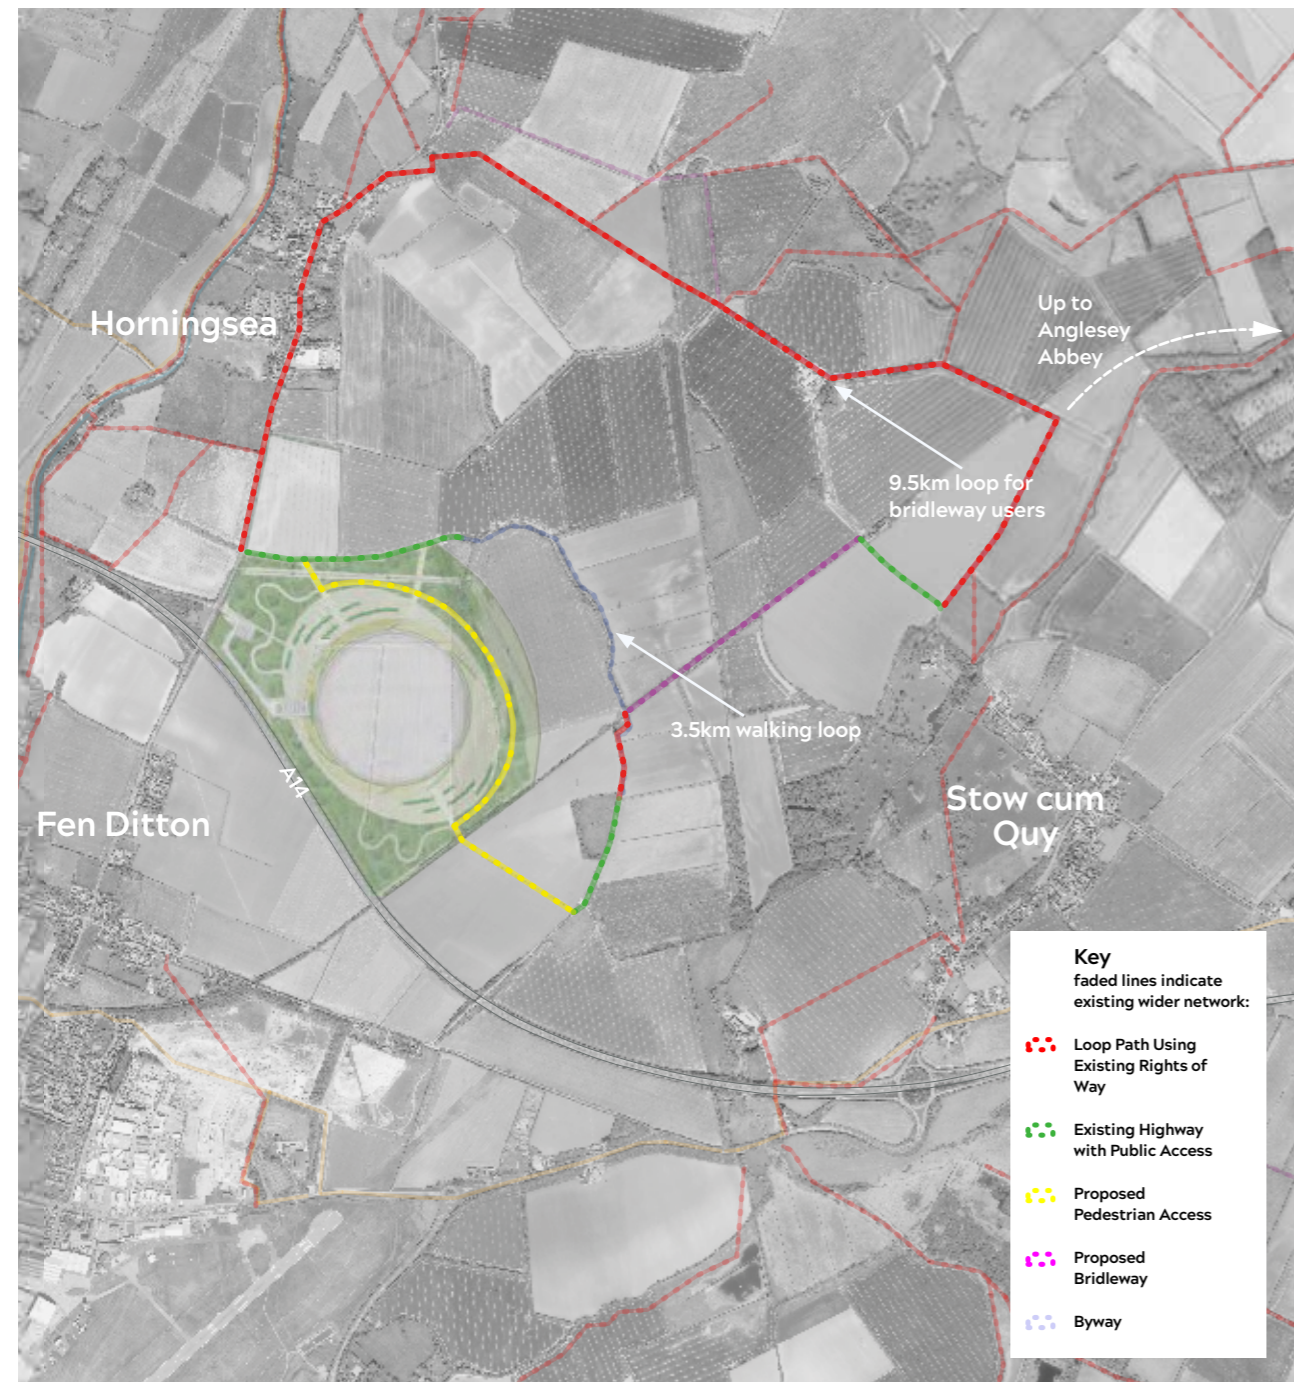 Horningsea
Up to
Anglesey
Abbey
9.5km loop for
bridleway users
3.5km walking loop
A14
Fen Ditton
Stow cum
Quy
Key
faded lines indicate
existing wider network:
Loop Path Using
Existing Rights of
Way
Existing Highway
with Public Access
Proposed
Pedestrian Access
Proposed
Bridleway
Byway